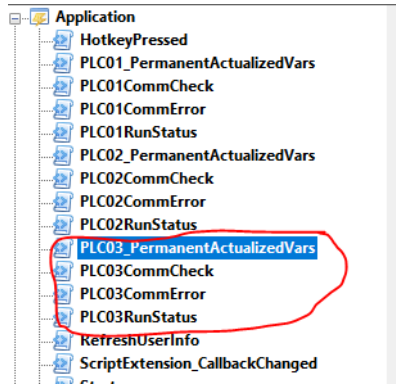 Application
HotkeyPressed
PLC01_PermanentActualizedVars
PLC01CommCheck
PLC01CommError
PLC01RunStatus
PLC02_PermanentActualizedVars
PLC02CommCheck
PLC02CommError
PLC02RunStatus
PLC03_PermanentActualizedVars
PLC03CommCheck
PLC03CommError
PLC03RunStatus
RefreshUserInfo
ScriptExtension_CallbackChanged